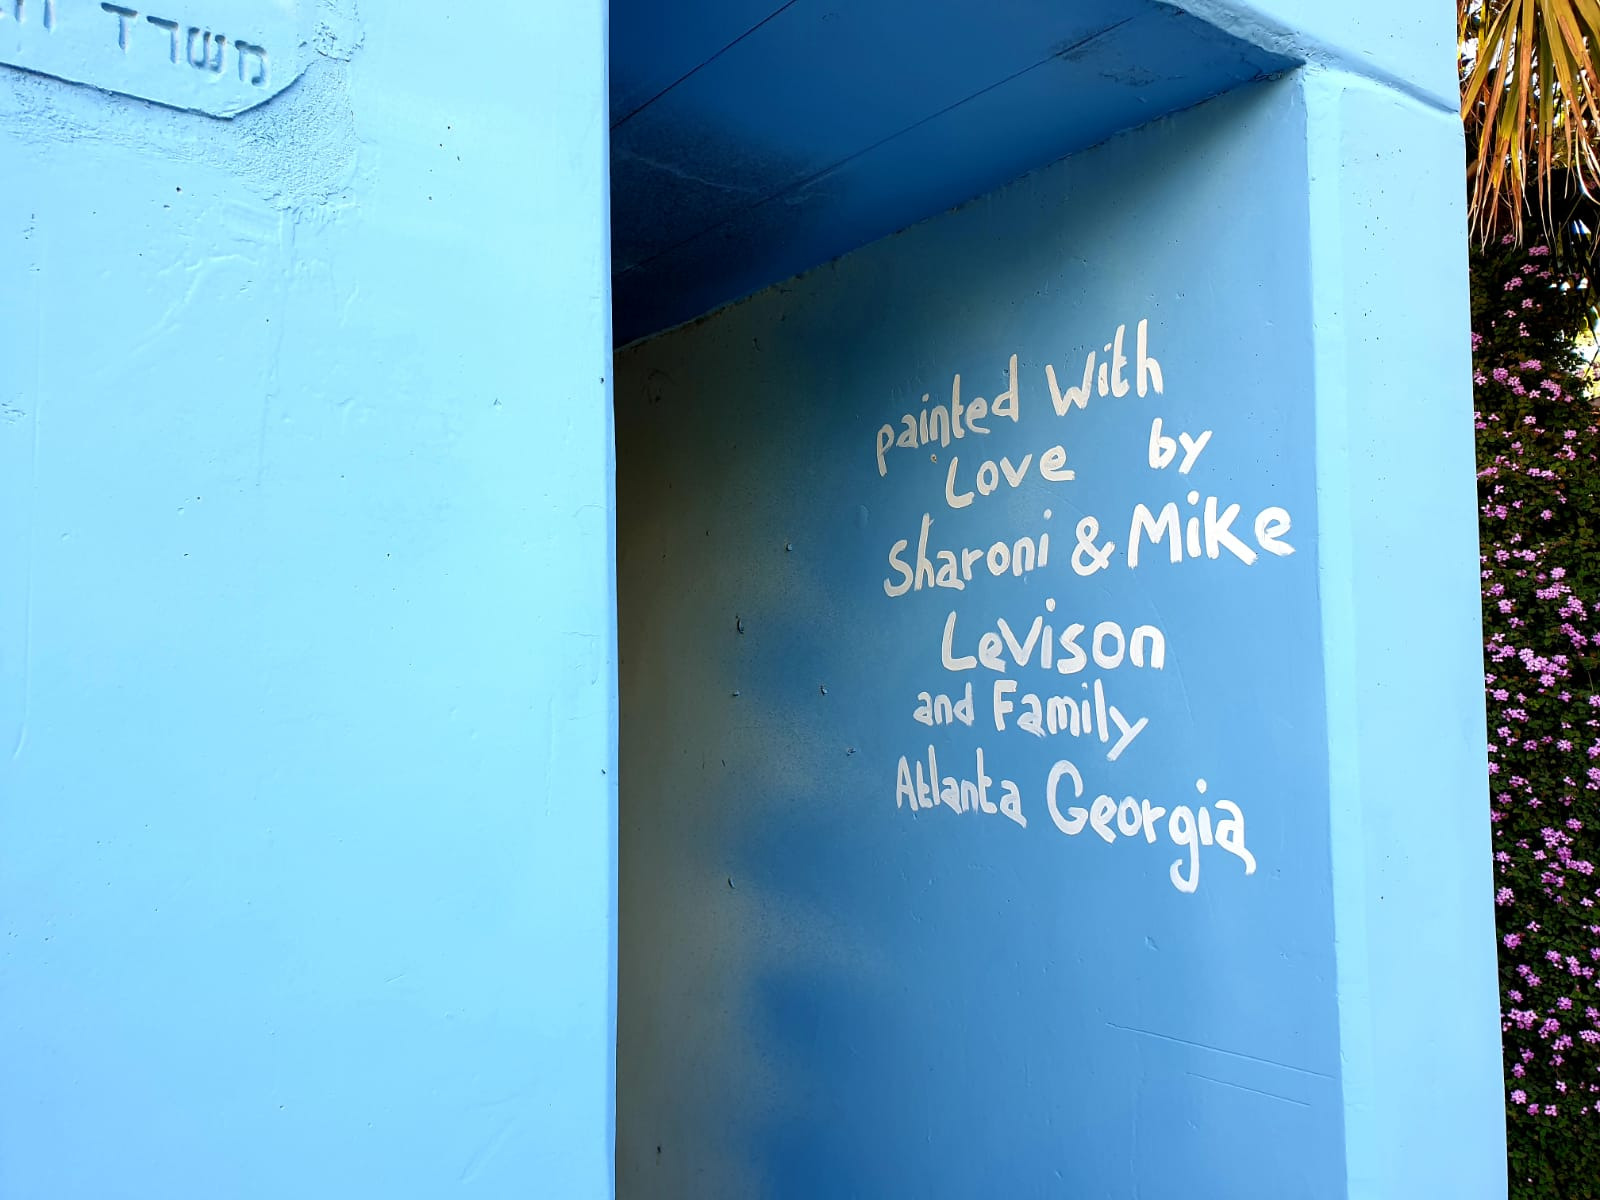 משרד
painted With
Love by
Sharoni & Mike
Levison
and Family
Atlanta Georgia